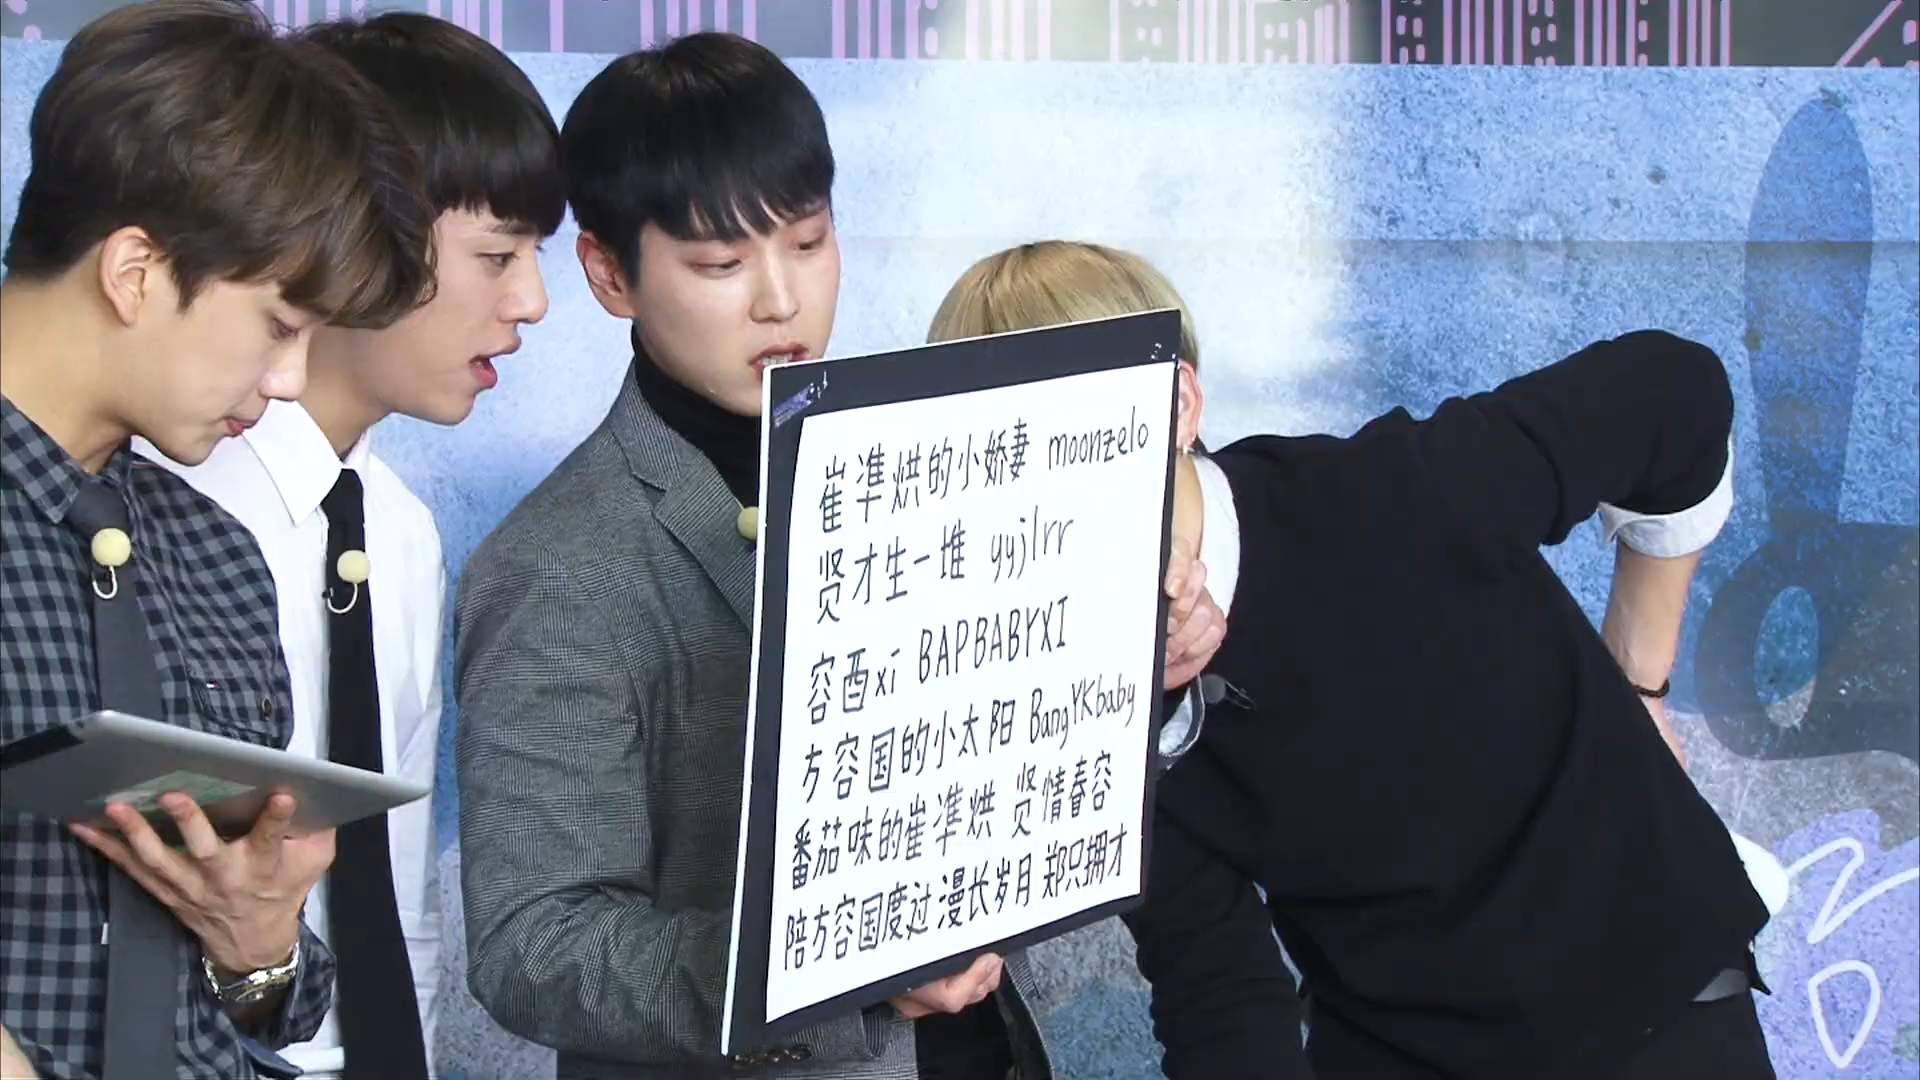 崔準烘的小娇妻 moonzelo
贤才生一堆 yyjlrr
容酉xi BAPBABYXI
方容国的小太阳 BangYKbaby
番茄味的崔準烘 贤情春容
陪方容国度过漫长岁月 郑只拥才